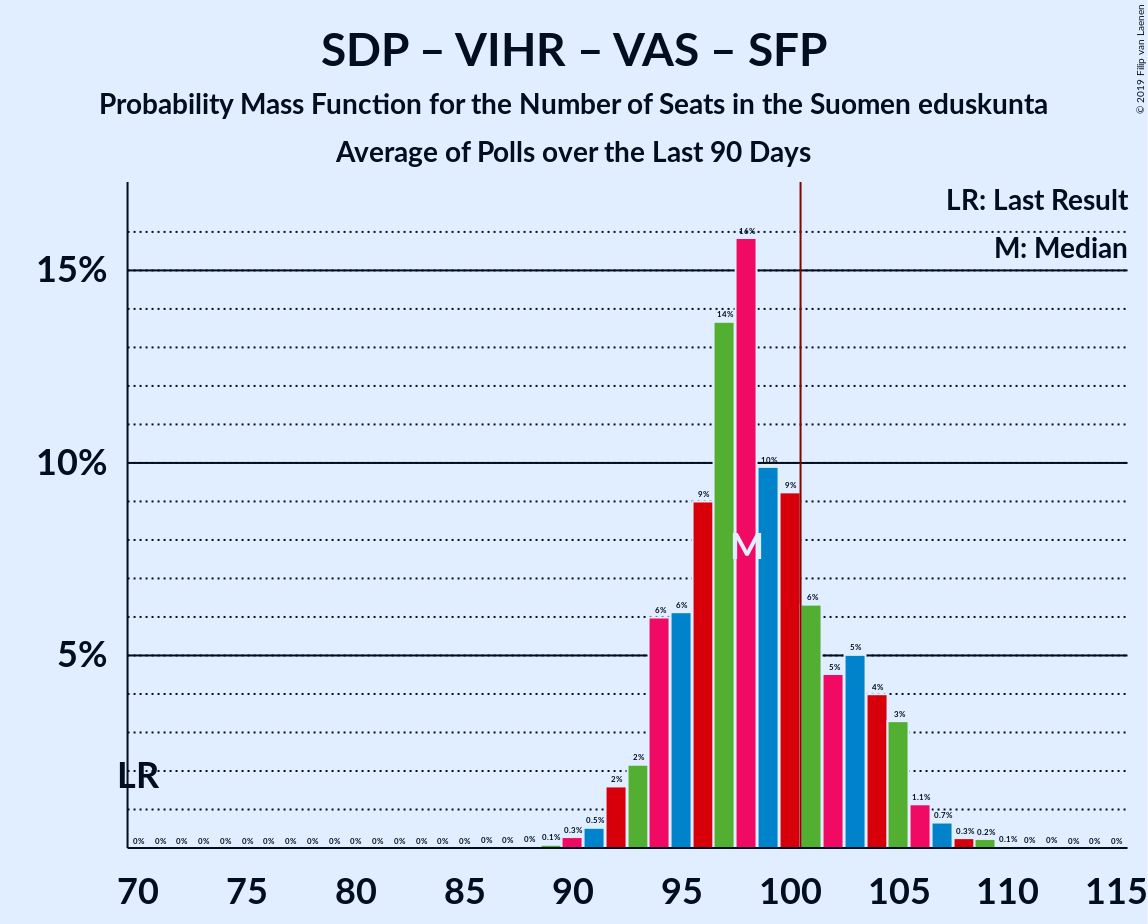 SDP – VIHR – VAS – SFP
Probability Mass Function for the Number of Seats in the Suomen eduskunta
Average of Polls over the Last 90 Days
© 2019 Filip van Laenen
LR: Last Result
M: Median
15%
10%
5%
LR
M
0% 0% 0% 0% 0% 0% 0% 0% 0% 0% 0% 0% 0% 0% 0% 0% 0% 0% 0% 0.1% 0.3% 0.5% 2% 2% 6% 6% 9% 14% 16% 10% 9% 6% 5% 5% 4% 3% 1.1% 0.7% 0.3% 0.2% 0.1% 0% 0% 0% 0% 0%
70 75 80 85 90 95 100 105 110 115